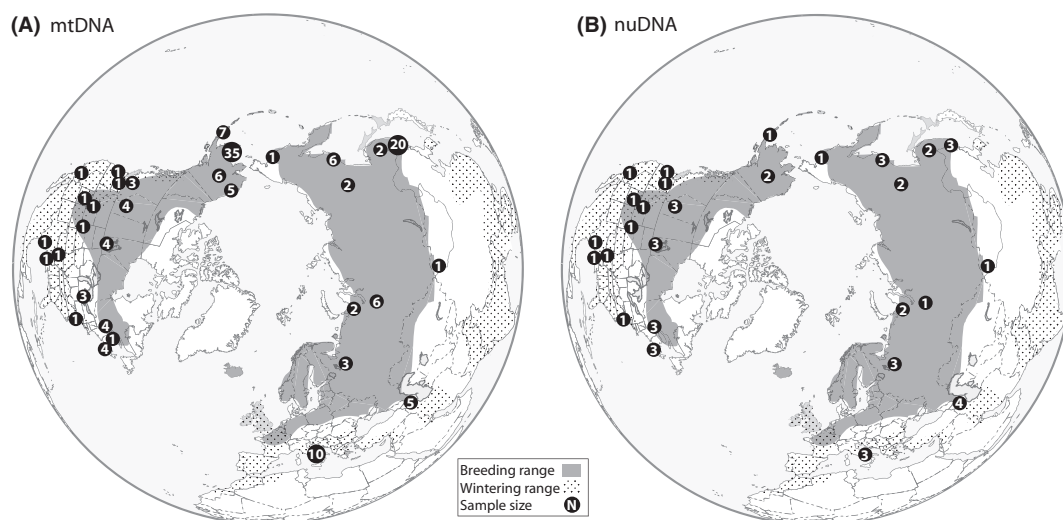 (A) mtDNA
7
35
1 6 2 20
1 1
1 3 6 5 2
1
1 4
1
1 4
1 1
1
3 2 6
1 4
1
4 3
5
10
(B) nuDNA
1
1 3 2 3
1 1
1 2 2
1
1 3
1
1 3
1 1 1
2 1
1 3
3 3
4
3
Breeding range
Wintering range
Sample size N